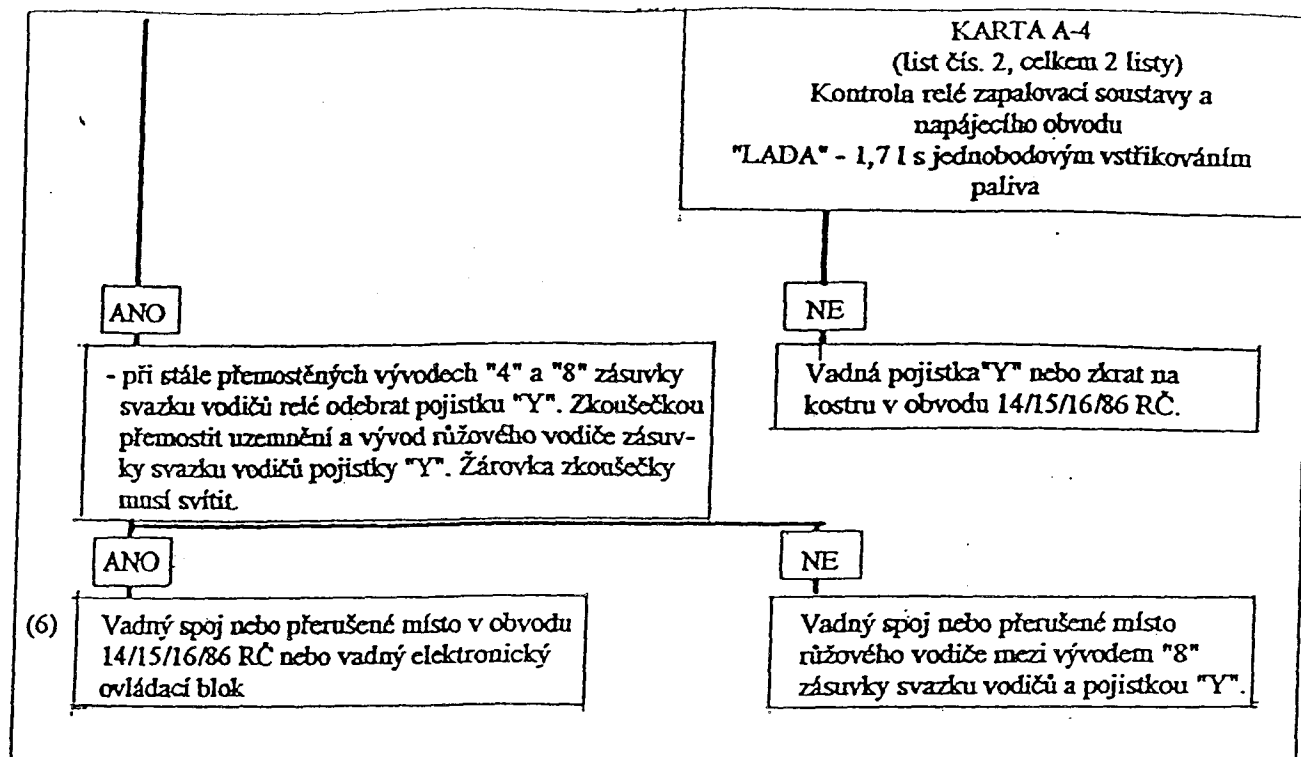 KARTA A-4
(list čís. 2, celkem 2 listy)
Kontrola relé zapalovací soustavy a
napájecího obvodu
"LADA" - 1,7 l s jednobodovým vstřikováním
paliva
ANO
NE
- při stále přemostěných vývodech "4" a "8" zásuvky
svazku vodičů relé odebrat pojistku "Y". Zkoušečkou
přemostit uzemnění a vývod růžového vodiče zásuv-
ky svazku vodičů pojistky "Y". Žárovka zkoušečky
musí svítit.
Vadná pojistka "Y" nebo zkrat na
kostru v obvodu 14/15/16/86 RČ.
ANO
NE
(6)
Vadný spoj nebo přerušené místo v obvodu
14/15/16/86 RČ nebo vadný elektronický
ovládací blok
Vadný spoj nebo přerušené místo
růžového vodiče mezi vývodem "8"
zásuvky svazku vodičů a pojistkou "Y".